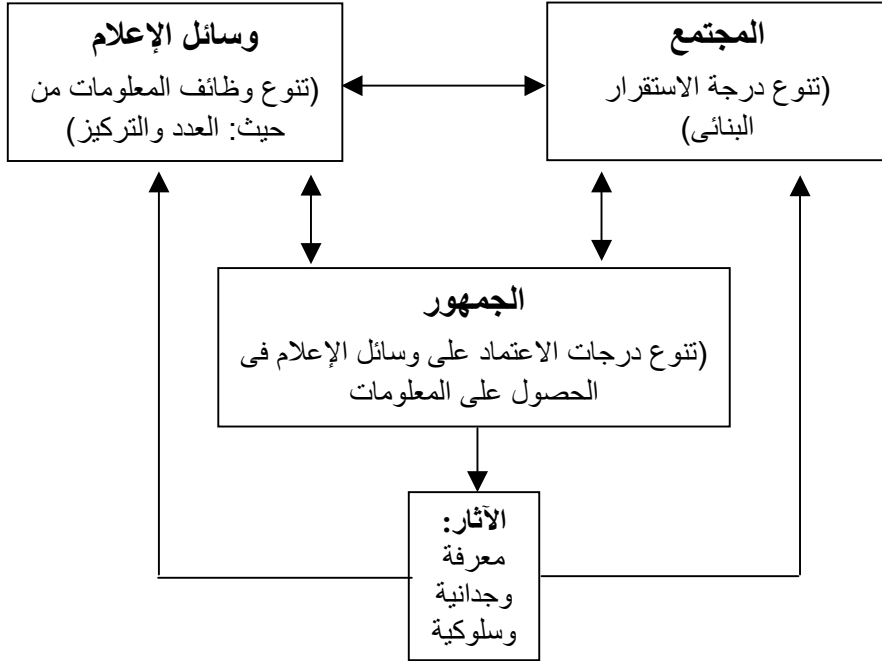 المجتمع
(تنوع درجة الاستقرار
البنائى)
وسائل الإعلام
(تنوع وظائف المعلومات من
حيث: العدد والتركيز)
الجمهور
(تنوع درجات الاعتماد على وسائل الإعلام فى
الحصول على المعلومات
الآثار:
معرفة
وجدانية
وسلوكية